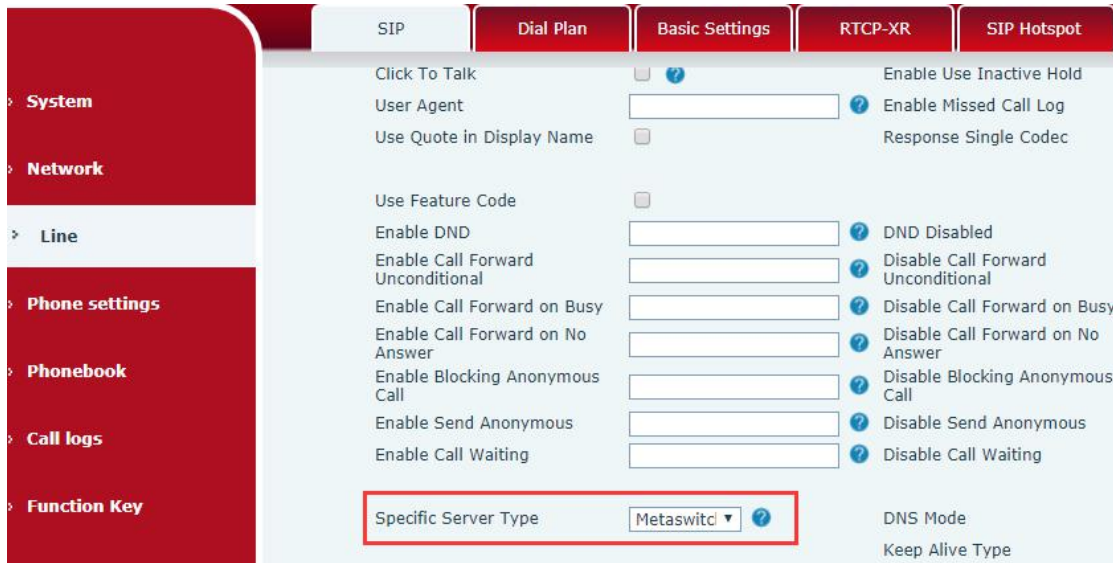 SIP
Dial Plan
Basic Settings
RTCP-XR
SIP Hotspot
System
Network
Line
Phone settings
Phonebook
Call logs
Function Key
Click To Talk
Enable Use Inactive Hold
User Agent
Enable Missed Call Log
Use Quote in Display Name
Response Single Codec
Use Feature Code
Enable DND
DND Disabled
Enable Call Forward
Unconditional
Disable Call Forward
Unconditional
Enable Call Forward on Busy
Disable Call Forward on Busy
Enable Call Forward on No
Answer
Disable Call Forward on No
Answer
Enable Blocking Anonymous
Call
Disable Blocking Anonymous
Call
Enable Send Anonymous
Disable Send Anonymous
Enable Call Waiting
Disable Call Waiting
Specific Server Type
Metaswitc
DNS Mode
Keep Alive Type